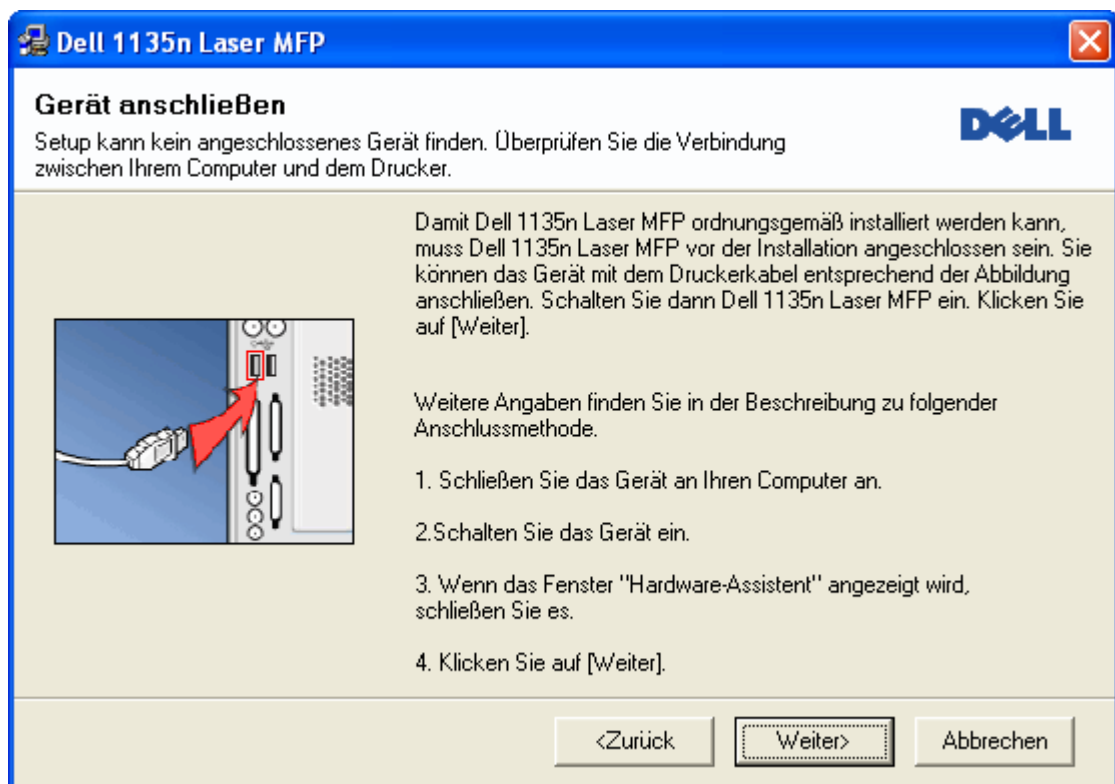 Dell 1135n Laser MFP
Gerät anschließen
Setup kann kein angeschlossenes Gerät finden. Überprüfen Sie die Verbindung
zwischen Ihrem Computer und dem Drucker.
DELL
Damit Dell 1135n Laser MFP ordnungsgemäß installiert werden kann,
muss Dell 1135n Laser MFP vor der Installation angeschlossen sein. Sie
können das Gerät mit dem Druckerkabel entsprechend der Abbildung
anschließen. Schalten Sie dann Dell 1135n Laser MFP ein. Klicken Sie
auf [Weiter].
Weitere Angaben finden Sie in der Beschreibung zu folgender
Anschlussmethode.
1. Schließen Sie das Gerät an Ihren Computer an.
2.Schalten Sie das Gerät ein.
3. Wenn das Fenster "Hardware-Assistent" angezeigt wird,
schließen Sie es.
4. Klicken Sie auf [Weiter].
<Zurück
Weiter>
Abbrechen